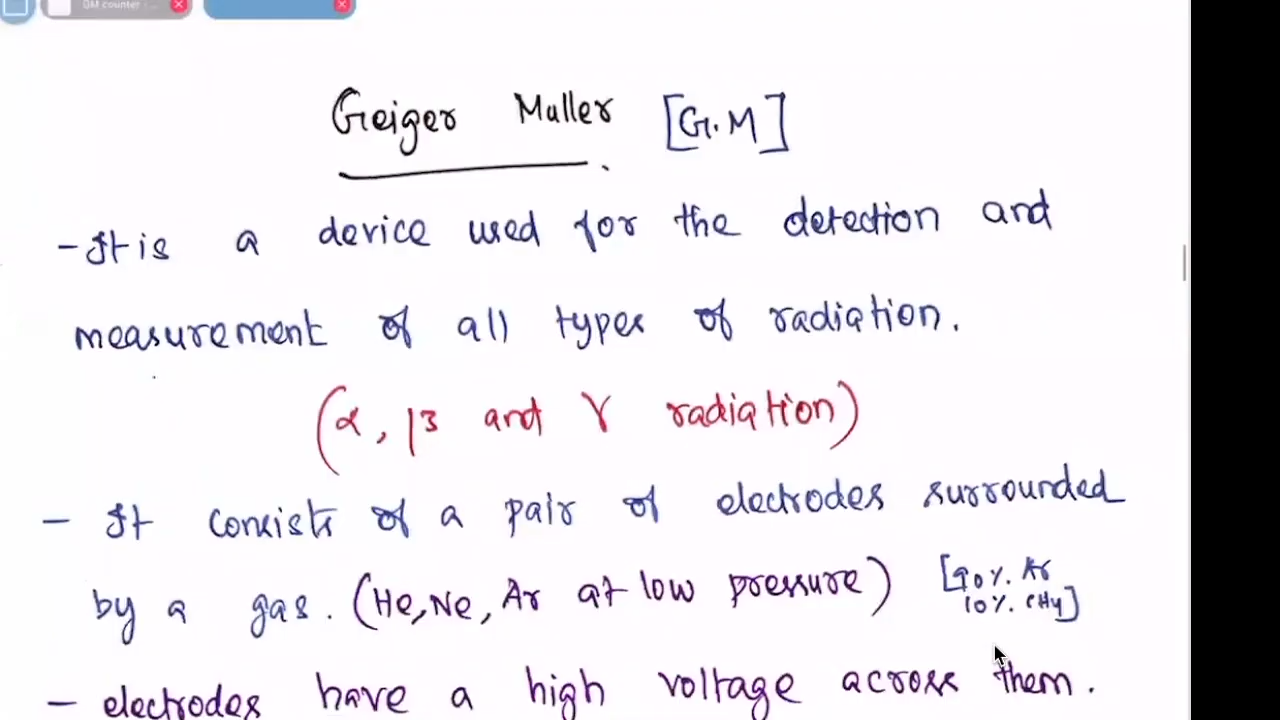 GM counter :...
Geiger Muller [G.M]
- It is a device used for the detection and
measurement of all types of radiation.
(α, β and γ radiation)
- It consists of a pair of electrodes surrounded
by a gas. (He, Ne, Ar at low pressure) [90%. Ar
10%. CH4]
- electrodes have a high voltage across them.